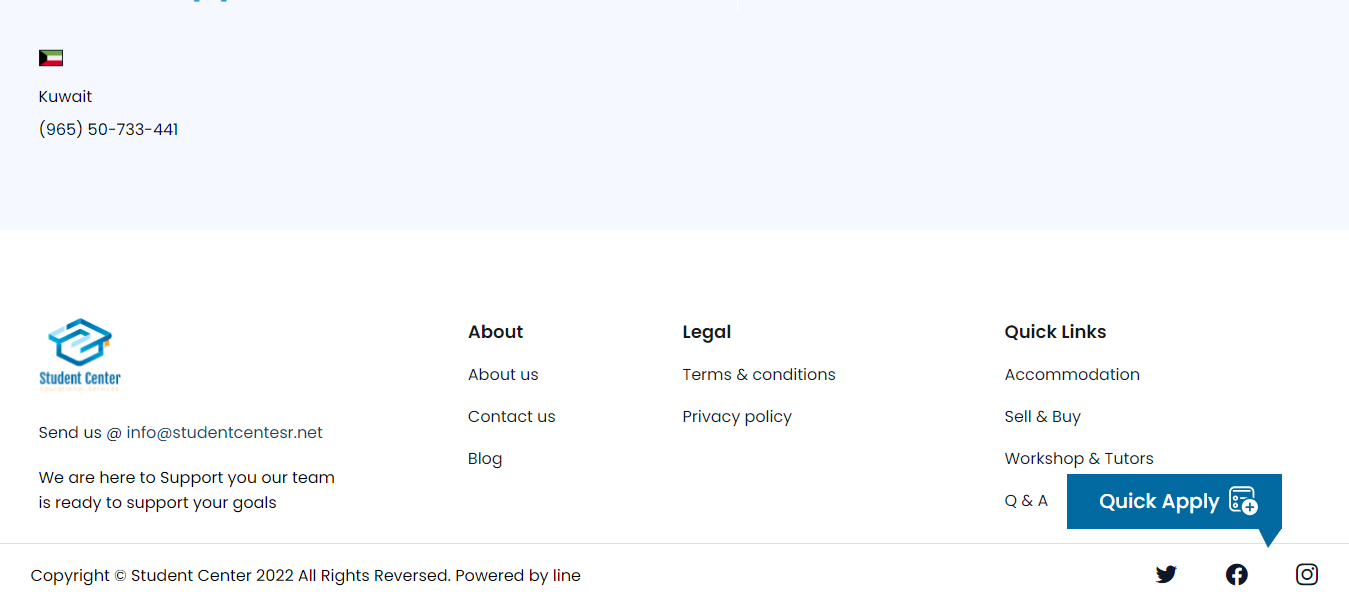 Kuwait
(965) 50-733-441
Student Center
Send us @ info@studentcentesr.net
We are here to Support you our team
is ready to support your goals
About
About us
Contact us
Blog
Legal
Terms & conditions
Privacy policy
Quick Links
Accommodation
Sell & Buy
Workshop & Tutors
Q & A
Quick Apply
Copyright © Student Center 2022 All Rights Reversed. Powered by line